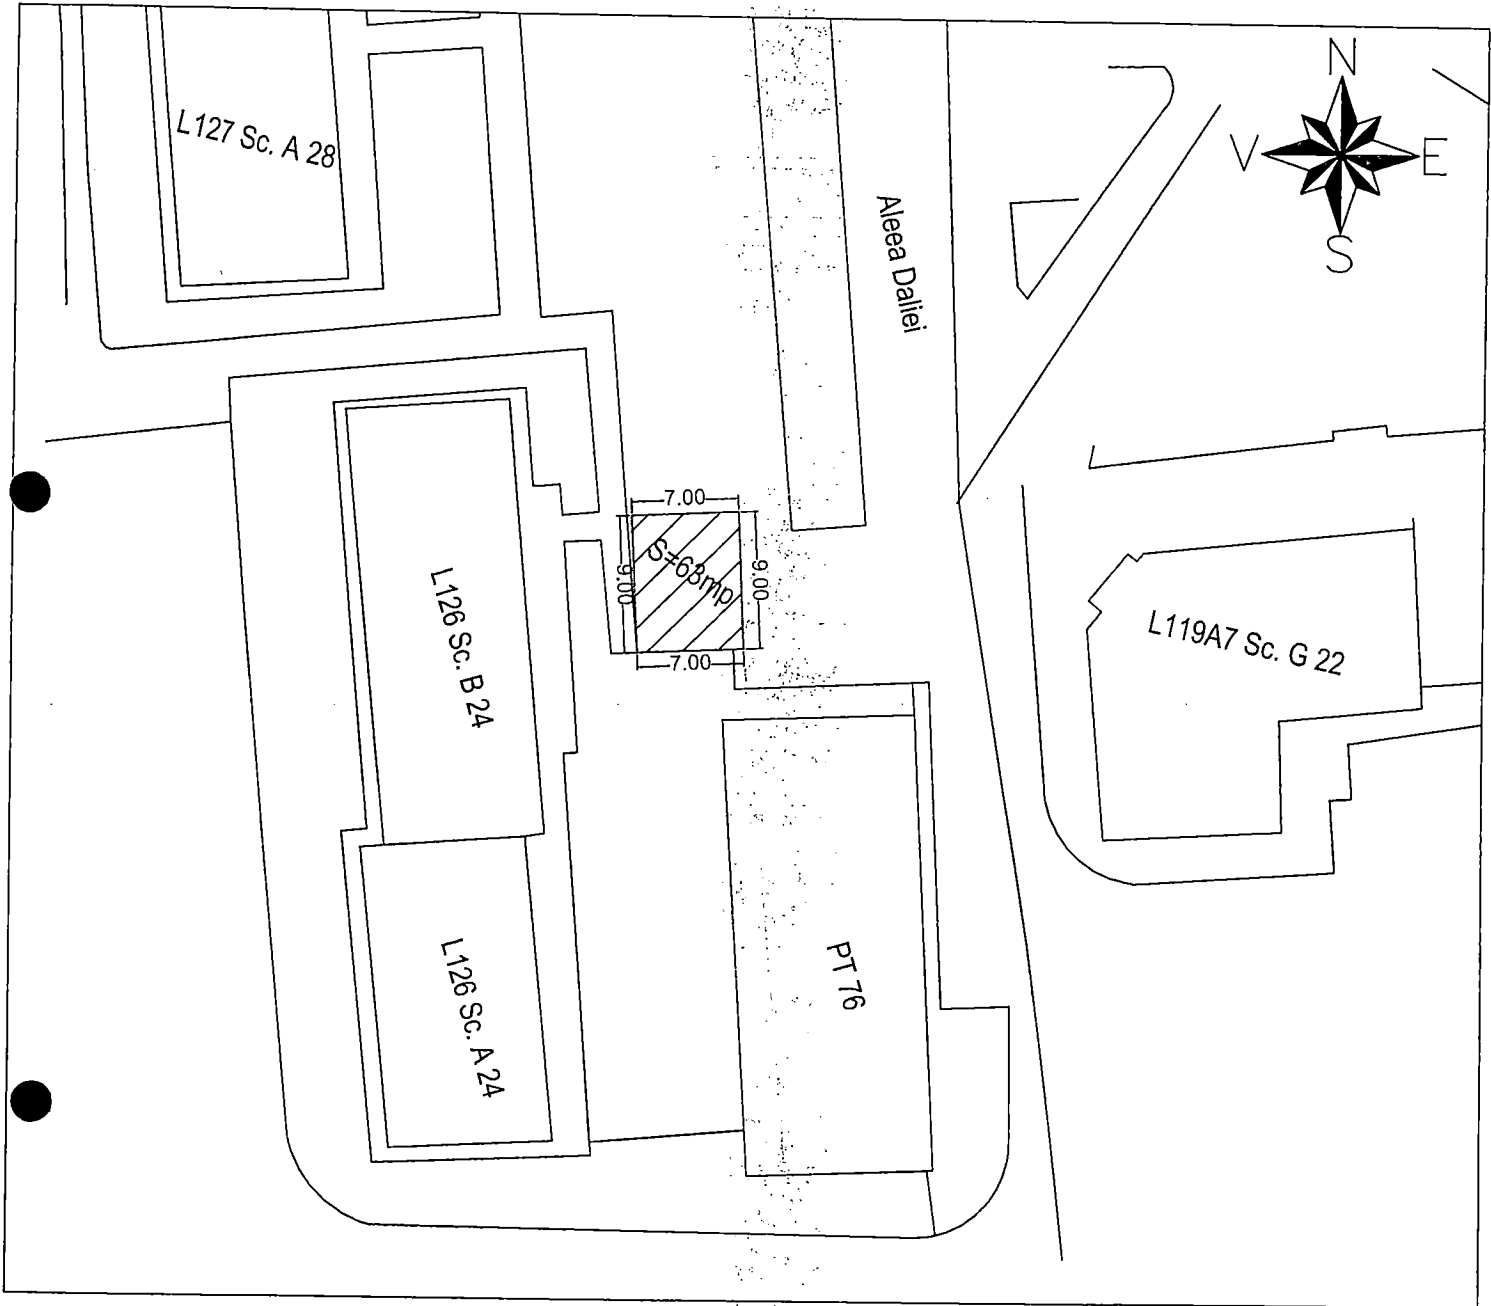 N
V E
S
L127 Sc. A 28
Aleea Daliei
7.00
9.00
S=63mp
9.00
7.00
L126 Sc. B 24
L119A7 Sc. G 22
L126 Sc. A 24
PT 76